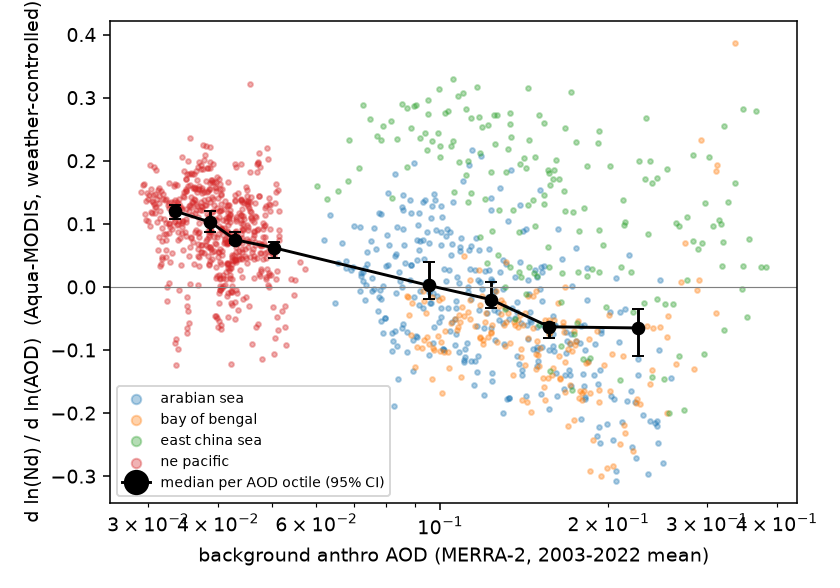 d ln(Nd) / d ln(AOD)  (Aqua-MODIS, weather-controlled)
0.4
0.3
0.2
0.1
0.0
−0.1
−0.2
−0.3
arabian sea
bay of bengal
east china sea
ne pacific
median per AOD octile (95% CI)
3 × 10⁻² 4 × 10⁻² 6 × 10⁻² 10⁻¹ 2 × 10⁻¹ 3 × 10⁻¹ 4 × 10⁻¹
background anthro AOD (MERRA-2, 2003-2022 mean)